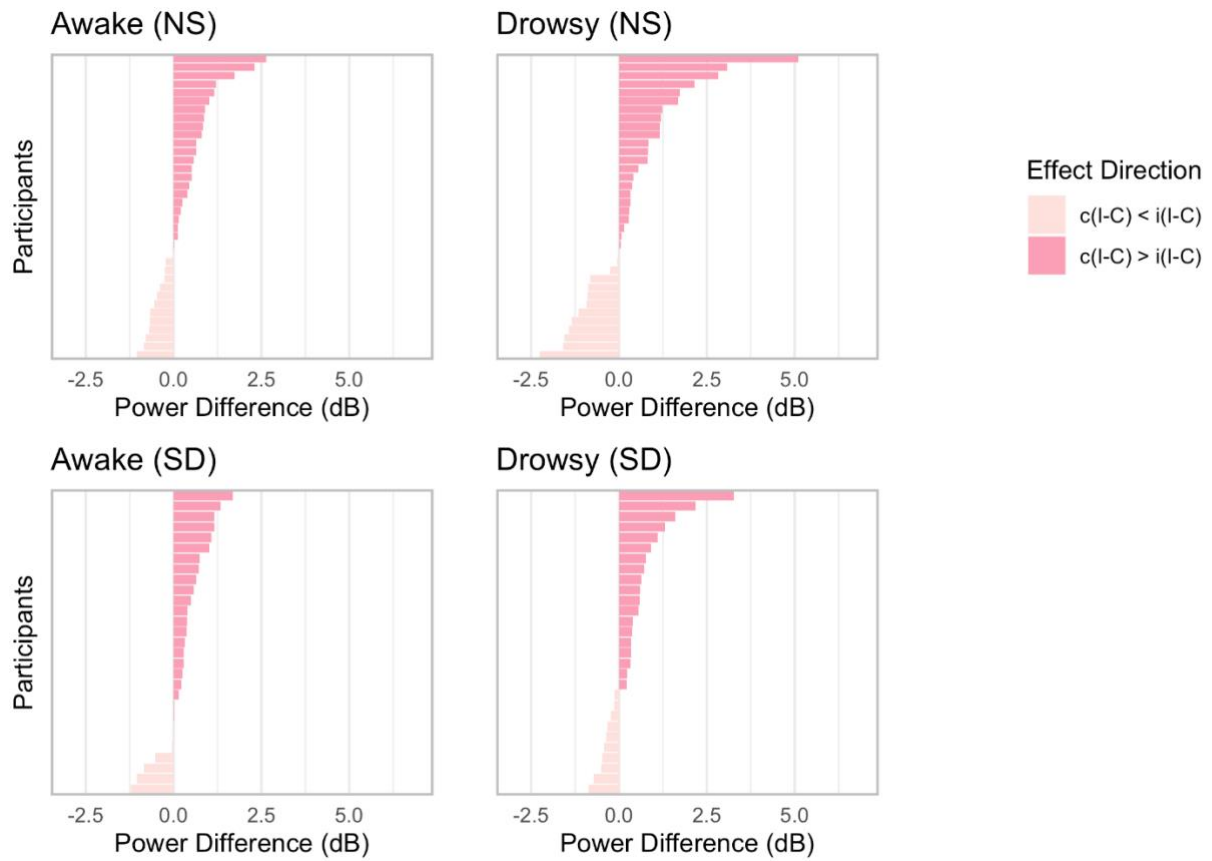 Awake (NS)
Drowsy (NS)
Participants
-2.5 0.0 2.5 5.0
Power Difference (dB)
-2.5 0.0 2.5 5.0
Power Difference (dB)
Effect Direction
c(I-C) < i(I-C)
c(I-C) > i(I-C)
Awake (SD)
Drowsy (SD)
Participants
-2.5 0.0 2.5 5.0
Power Difference (dB)
-2.5 0.0 2.5 5.0
Power Difference (dB)